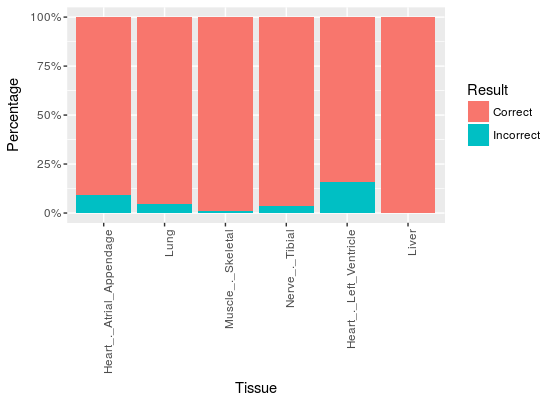 100%
75%
50%
25%
0%
Percentage
Heart_._Atrial_Appendage
Lung
Muscle_._Skeletal
Nerve_._Tibial
Heart_._Left_Ventricle
Liver
Tissue
Result
Correct
Incorrect